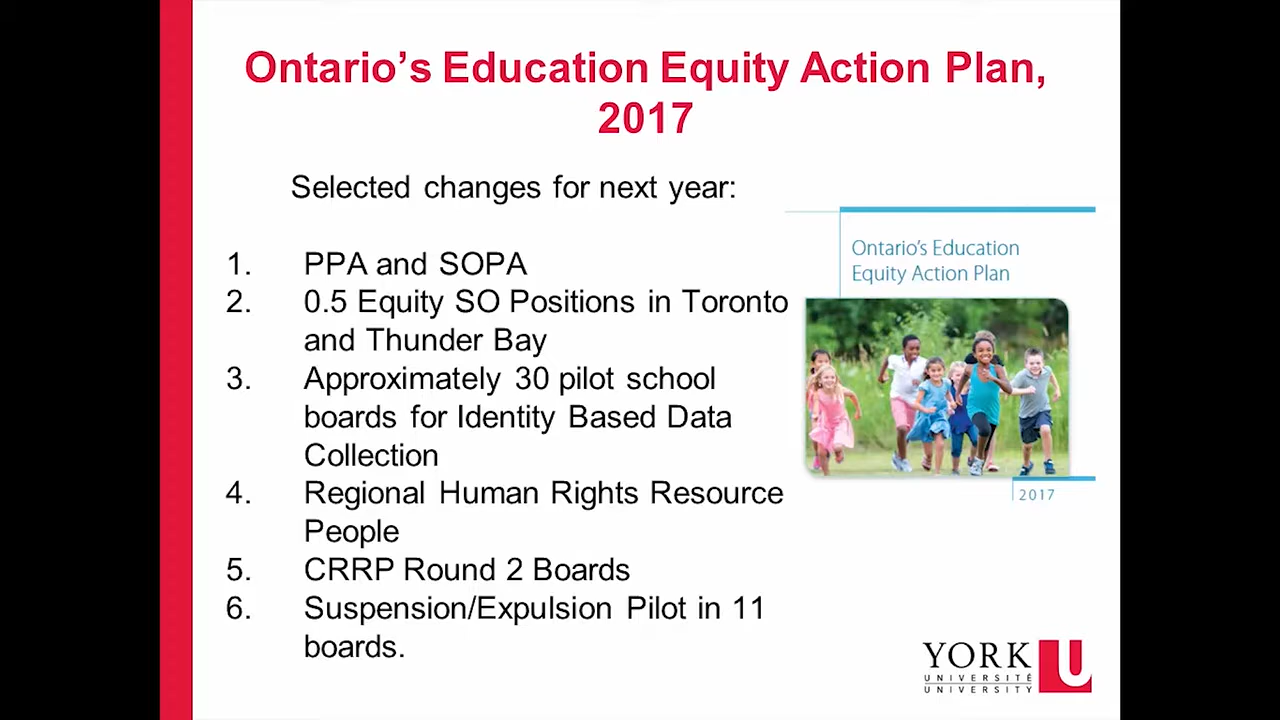 Ontario's Education Equity Action Plan,
2017
Selected changes for next year:
1. PPA and SOPA
2. 0.5 Equity SO Positions in Toronto
and Thunder Bay
3. Approximately 30 pilot school
boards for Identity Based Data
Collection
4. Regional Human Rights Resource
People
5. CRRP Round 2 Boards
6. Suspension/Expulsion Pilot in 11
boards.
Ontario's Education
Equity Action Plan
2017
YORK U
UNIVERSITÉ
UNIVERSITY